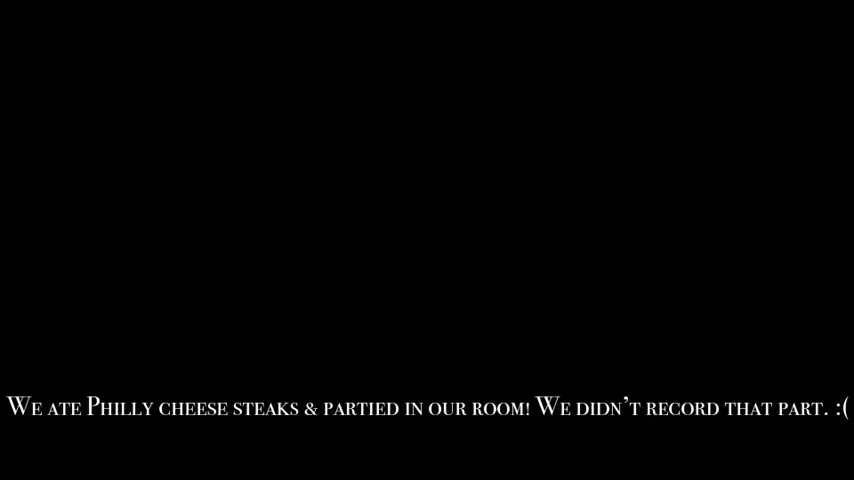 We ate Philly cheese steaks & partied in our room! We didn’t record that part. :(